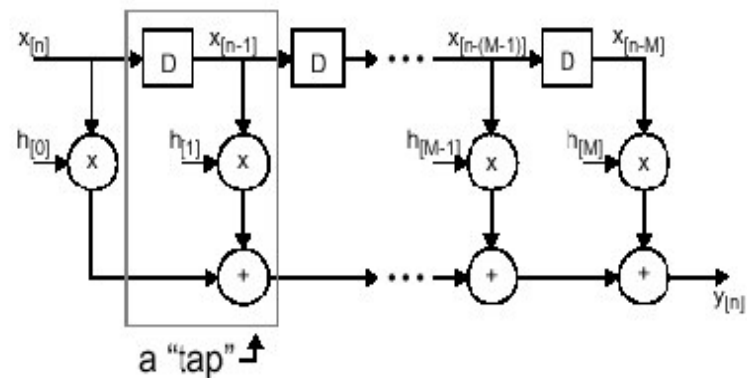 x[n] D x[n-1] D ••• x[n-(M-1)] D x[n-M]
h[0] x h[1] x h[M-1] x h[M] x
+ ••• + +
y[n]
a “tap”